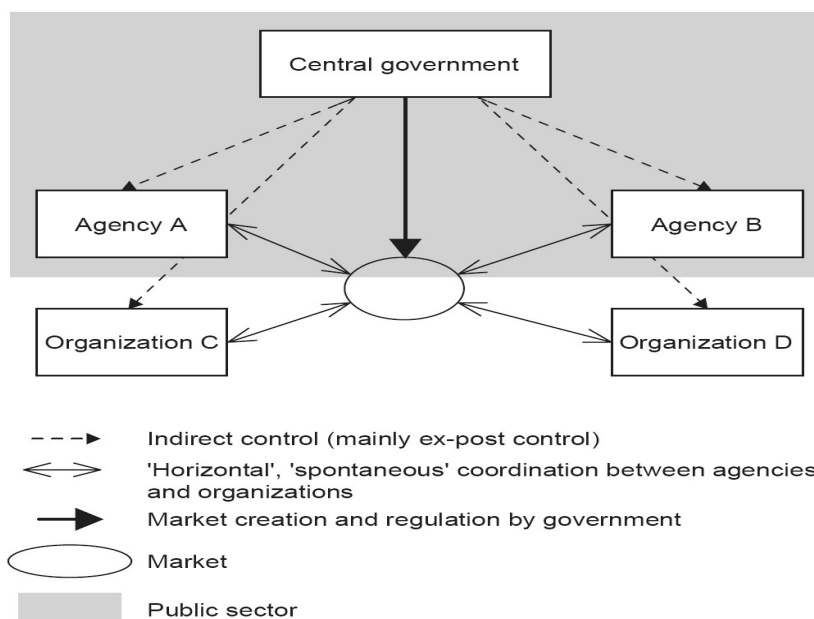 Central government
Agency A
Agency B
Organization C
Organization D
Indirect control (mainly ex-post control)
'Horizontal', 'spontaneous' coordination between agencies
and organizations
Market creation and regulation by government
Market
Public sector